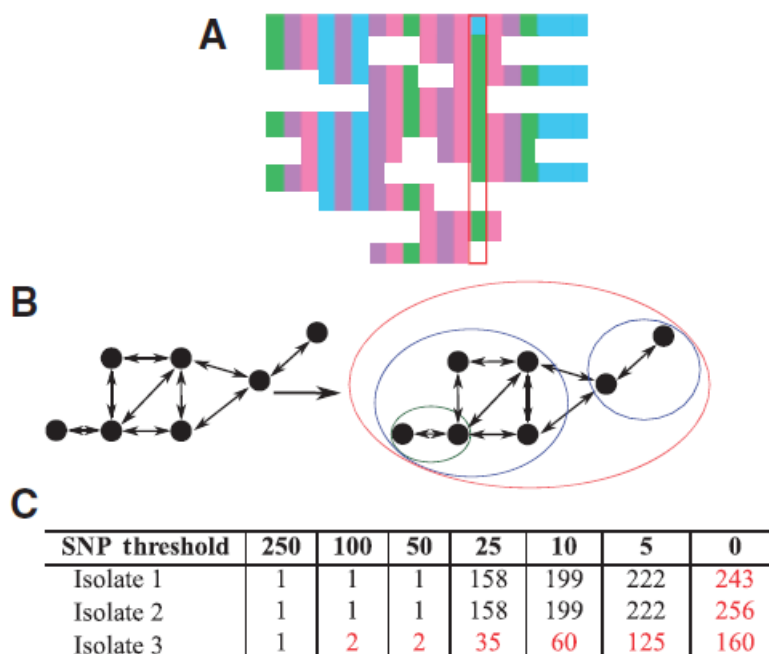 A
B
C
SNP threshold 250 100 50 25 10 5 0
Isolate 1 1 1 1 158 199 222 243
Isolate 2 1 1 1 158 199 222 256
Isolate 3 1 2 2 35 60 125 160